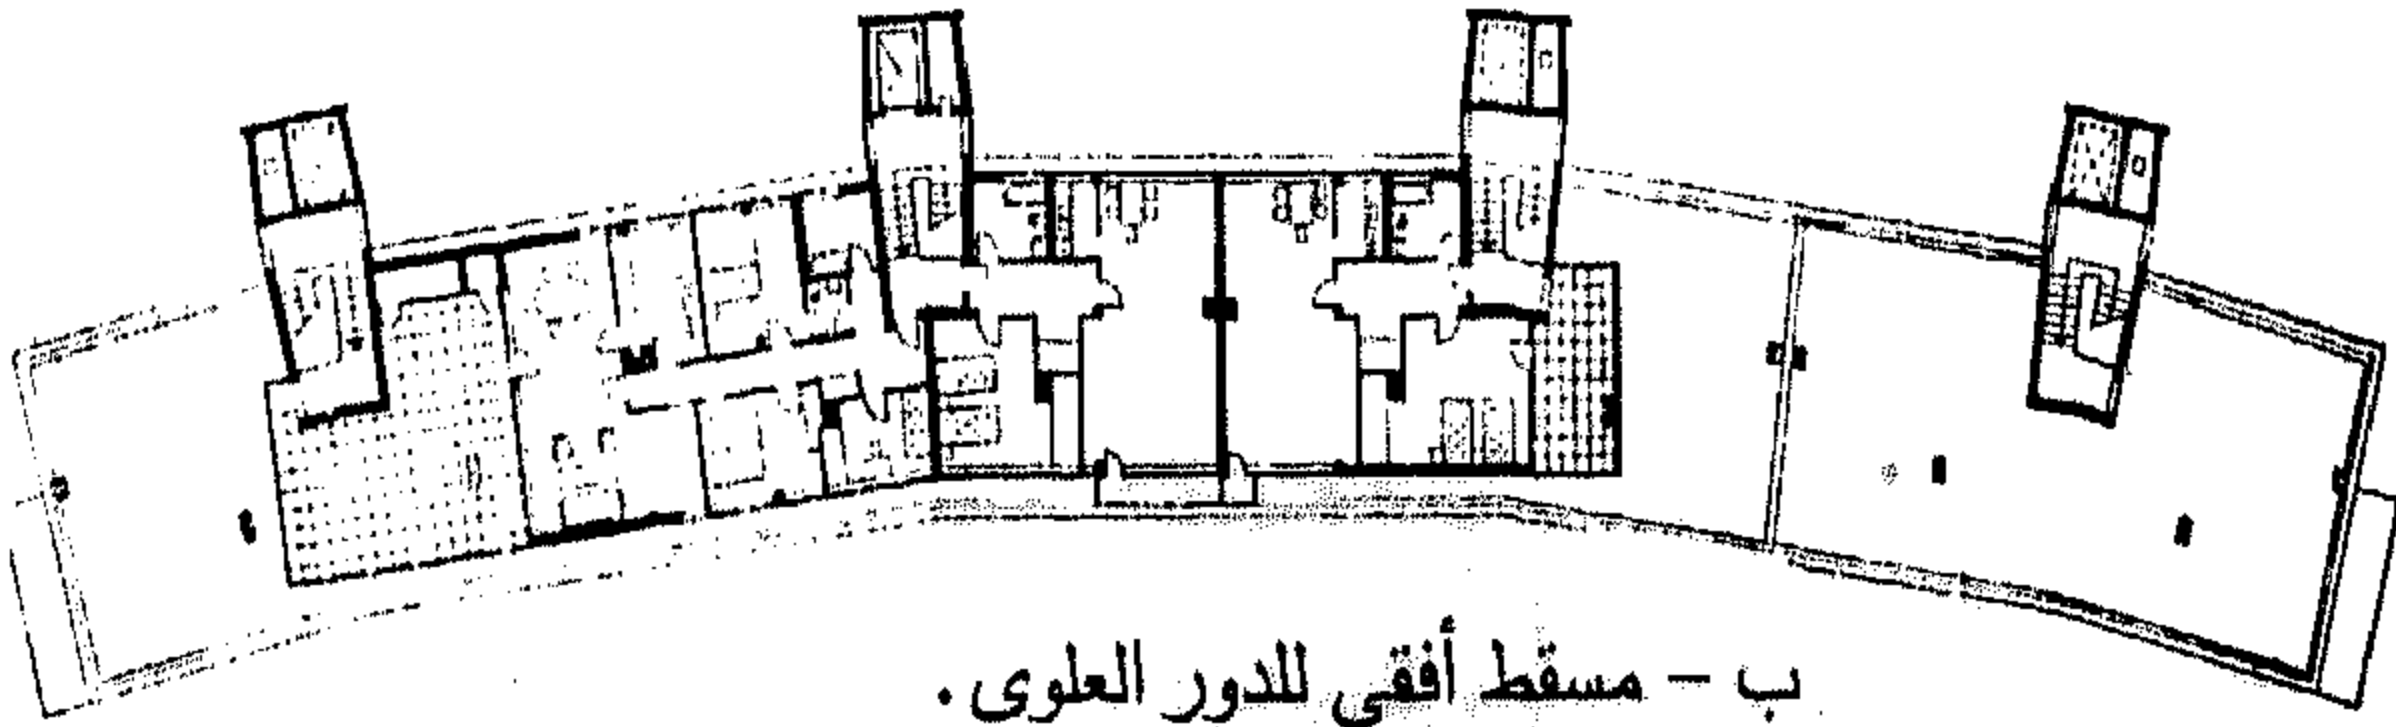 ب - مسقط أفقى للدور العلوى .